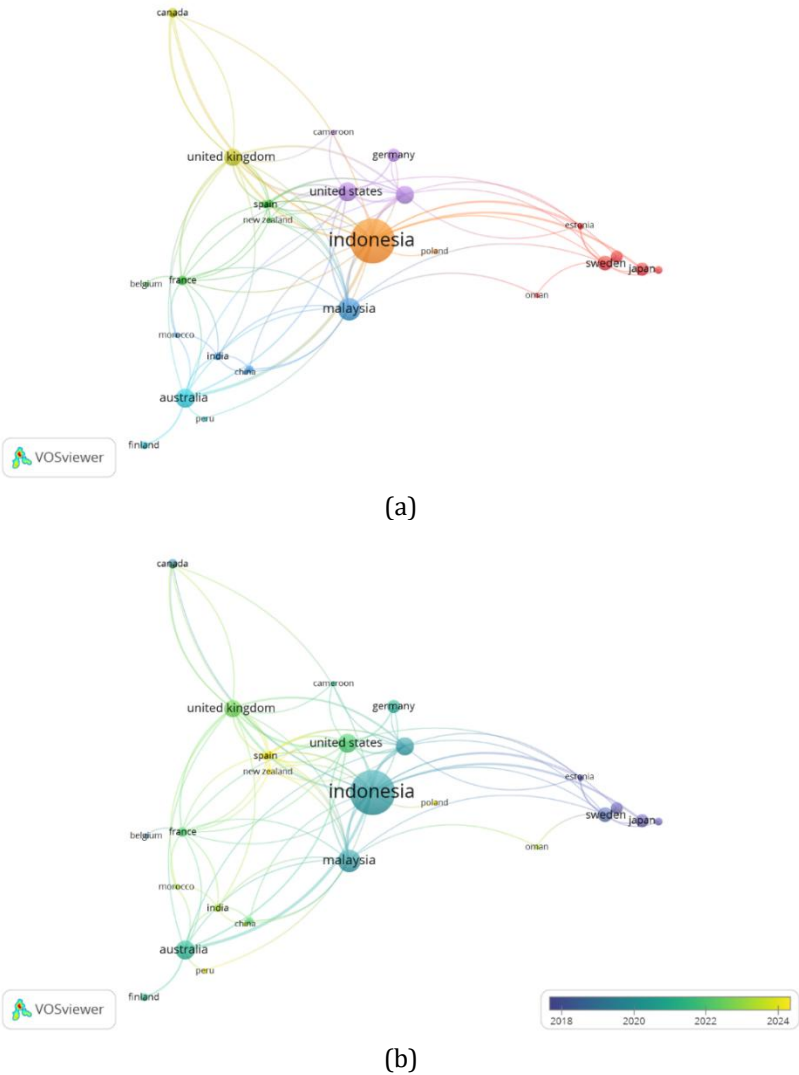 canada
cameroon
united kingdom
germany
united states
spain
new zealand
indonesia
poland
estonia
sweden
japan
belgium
france
oman
malaysia
morocco
india
china
australia
peru
finland
VOSviewer
(a)
canada
cameroon
united kingdom
germany
united states
spain
new zealand
indonesia
poland
estonia
sweden
japan
belgium
france
oman
malaysia
morocco
india
china
australia
peru
finland
VOSviewer
2018 2020 2022 2024
(b)